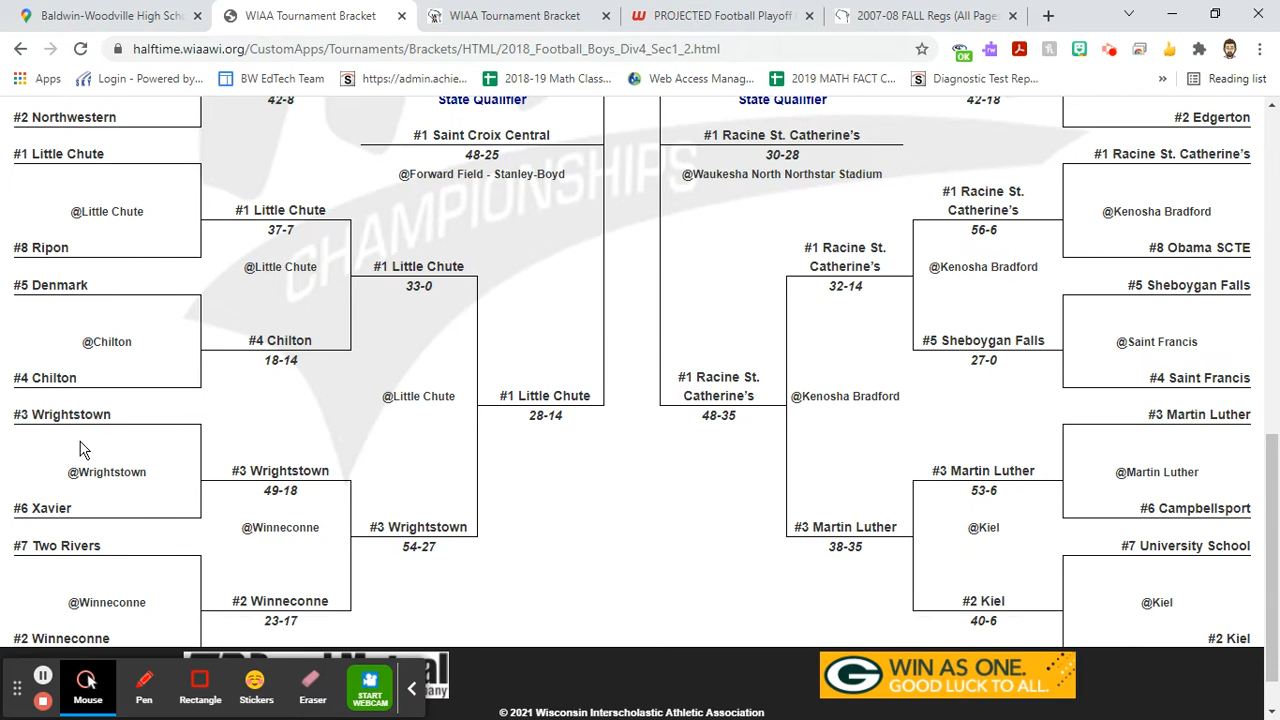 Baldwin-Woodville High Scho
WIAA Tournament Bracket
WIAA Tournament Bracket
PROJECTED Football Playoff
2007-08 FALL Regs (All Page
halftime.wiaawi.org/CustomApps/Tournaments/Brackets/HTML/2018_Football_Boys_Div4_Sec1_2.html
OK
Apps
Login - Powered by...
BW EdTech Team
https://admin.achie...
2018-19 Math Class...
Web Access Manag...
2019 MATH FACT C...
Diagnostic Test Rep...
»
Reading list
CHAMPIONSHIPS
42-8
State Qualifier
State Qualifier
42-18
#2 Northwestern
#2 Edgerton
#1 Saint Croix Central
48-25
@Forward Field - Stanley-Boyd
#1 Racine St. Catherine's
30-28
@Waukesha North Northstar Stadium
#1 Little Chute
@Little Chute
#8 Ripon
#1 Little Chute
37-7
@Little Chute
#5 Denmark
@Chilton
#4 Chilton
#4 Chilton
18-14
#1 Little Chute
33-0
@Little Chute
#1 Little Chute
28-14
#3 Wrightstown
@Wrightstown
#6 Xavier
#3 Wrightstown
49-18
@Winneconne
#3 Wrightstown
54-27
#7 Two Rivers
@Winneconne
#2 Winneconne
#2 Winneconne
23-17
#1 Racine St. Catherine's
@Kenosha Bradford
#8 Obama SCTE
#1 Racine St.
Catherine's
56-6
@Kenosha Bradford
#5 Sheboygan Falls
@Saint Francis
#4 Saint Francis
#5 Sheboygan Falls
27-0
#1 Racine St.
Catherine's
32-14
@Kenosha Bradford
#1 Racine St.
Catherine's
48-35
#3 Martin Luther
@Martin Luther
#6 Campbellsport
#3 Martin Luther
53-6
@Kiel
#3 Martin Luther
38-35
#7 University School
@Kiel
#2 Kiel
#2 Kiel
40-6
G
WIN AS ONE.
GOOD LUCK TO ALL.
© 2021 Wisconsin Interscholastic Athletic Association
Mouse
Pen
Rectangle
Stickers
Eraser
START
WEBCAM